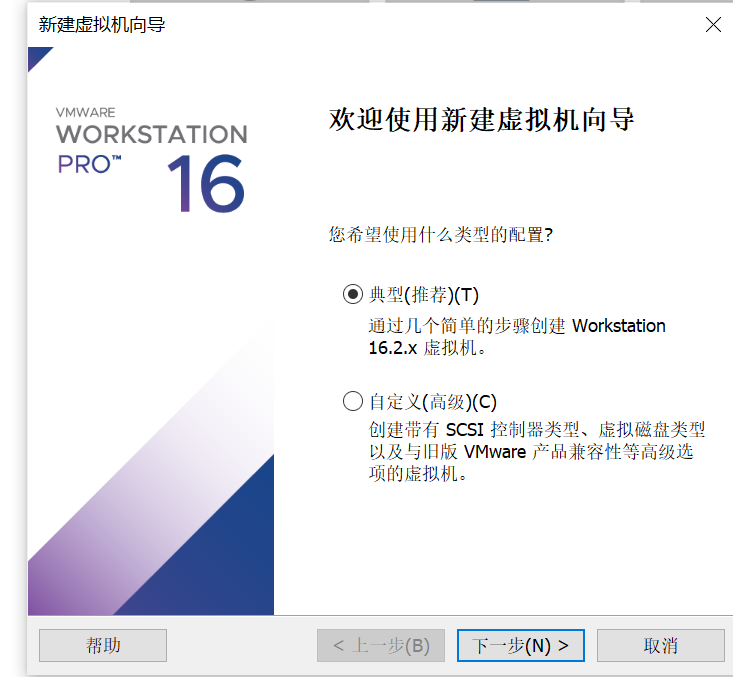 新建虚拟机向导
VMWARE
WORKSTATION
PRO™
16
欢迎使用新建虚拟机向导
您希望使用什么类型的配置?
典型(推荐)(T)
通过几个简单的步骤创建 Workstation
16.2.x 虚拟机。
自定义(高级)(C)
创建带有 SCSI 控制器类型、虚拟磁盘类型
以及与旧版 VMware 产品兼容性等高级选
项的虚拟机。
帮助
< 上一步(B)
下一步(N) >
取消